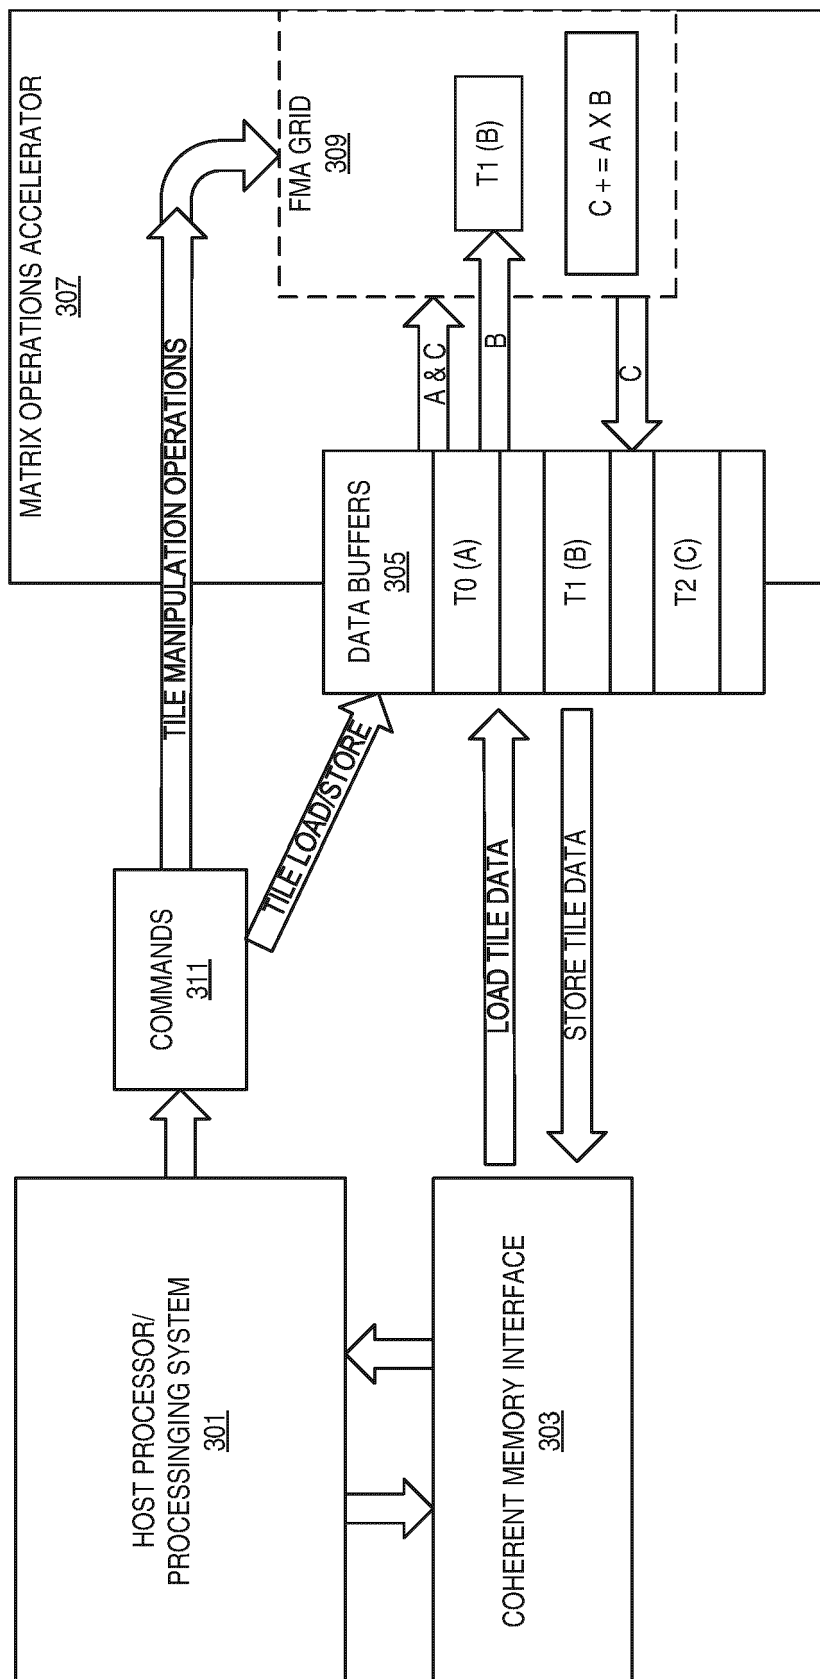 MATRIX OPERATIONS ACCELERATOR
307
FMA GRID
309
T1 (B)
C + = A X B
TILE MANIPULATION OPERATIONS
A & C
B
C
DATA BUFFERS
305
T0 (A)
T1 (B)
T2 (C)
TILE LOAD/STORE
COMMANDS
311
LOAD TILE DATA
STORE TILE DATA
HOST PROCESSOR/
PROCESSINGING SYSTEM
301
COHERENT MEMORY INTERFACE
303